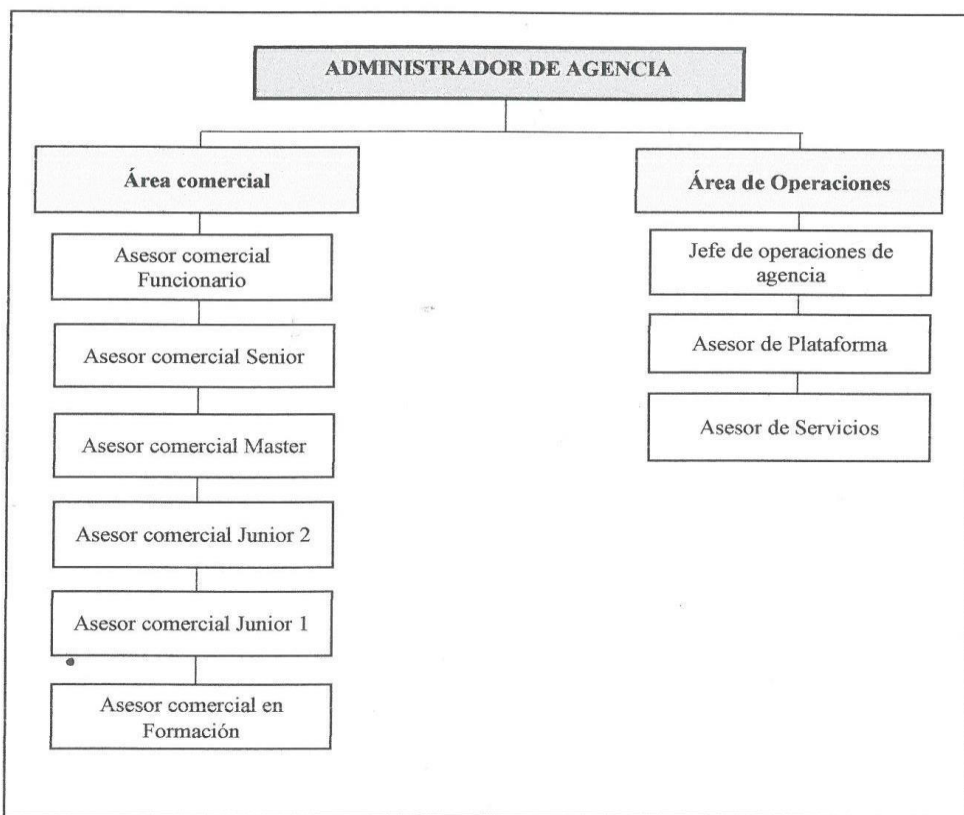 ADMINISTRADOR DE AGENCIA
Área comercial
Asesor comercial
Funcionario
Asesor comercial Senior
Asesor comercial Master
Asesor comercial Junior 2
Asesor comercial Junior 1
Asesor comercial en
Formación
Área de Operaciones
Jefe de operaciones de
agencia
Asesor de Plataforma
Asesor de Servicios